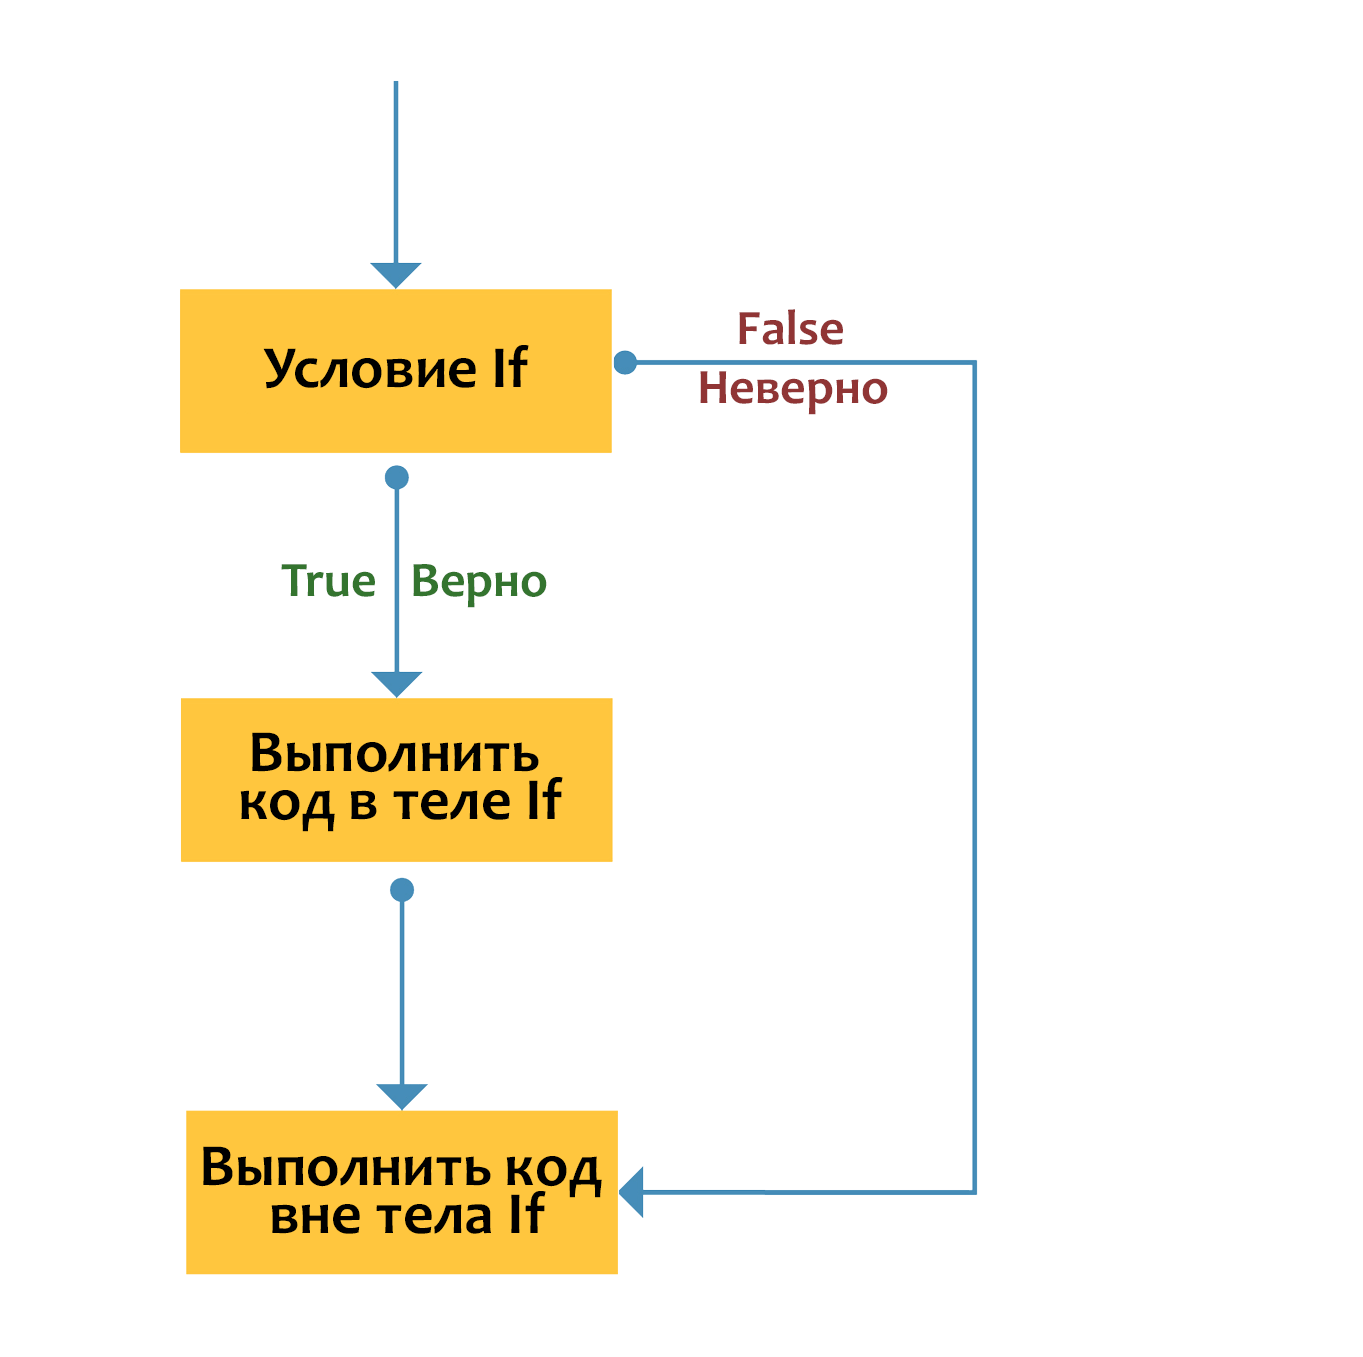 Условие If
False
Неверно
True Верно
Выполнить
код в теле If
Выполнить код
вне тела If